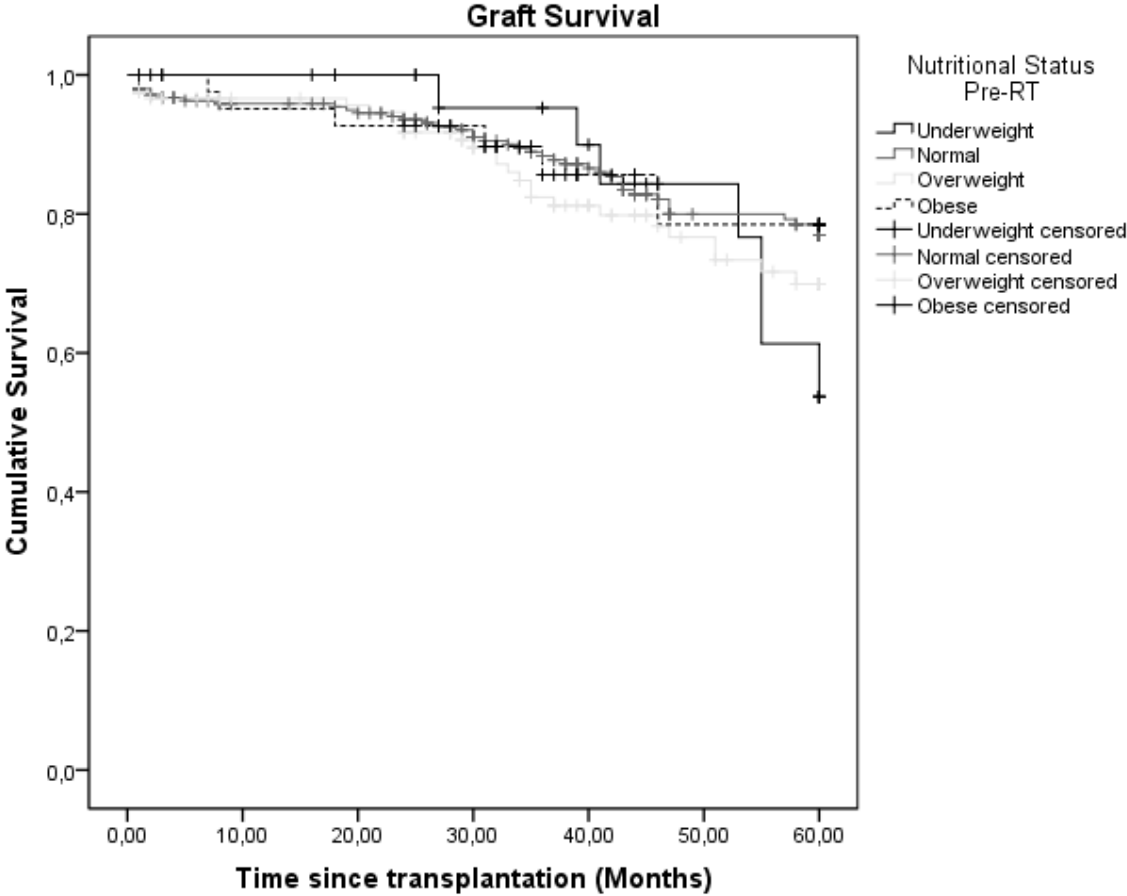 Graft Survival
Nutritional Status
Pre-RT
Underweight
Normal
Overweight
Obese
Underweight censored
Normal censored
Overweight censored
Obese censored
Cumulative Survival
1,0
0,8
0,6
0,4
0,2
0,0
0,00 10,00 20,00 30,00 40,00 50,00 60,00
Time since transplantation (Months)